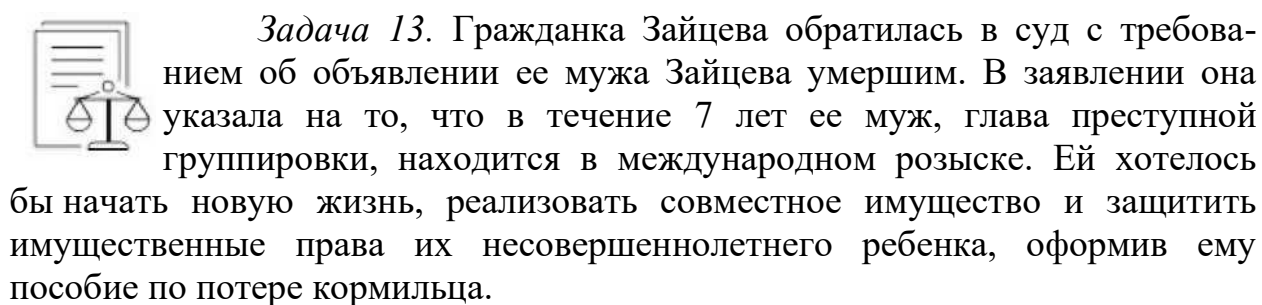 Задача 13. Гражданка Зайцева обратилась в суд с требова-
нием об объявлении ее мужа Зайцева умершим. В заявлении она
указала на то, что в течение 7 лет ее муж, глава преступной
группировки, находится в международном розыске. Ей хотелось
бы начать новую жизнь, реализовать совместное имущество и защитить
имущественные права их несовершеннолетнего ребенка, оформив ему
пособие по потере кормильца.